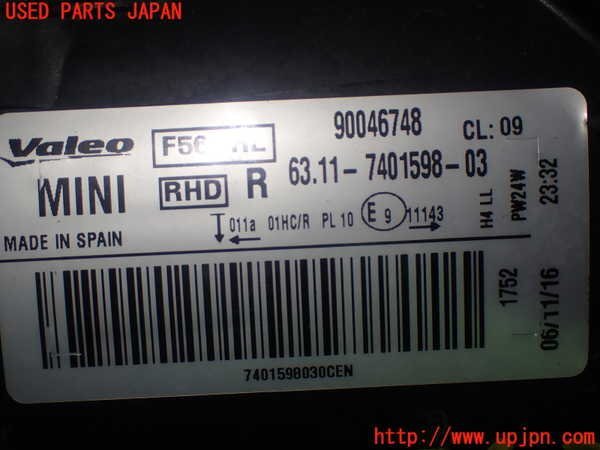 USED PARTS JAPAN
Valeo
90046748 CL: 09
MINI RHD R 63.11-7401598-03
011a 01HC/R PL 10 E 9 11143
MADE IN SPAIN
H4 LL
PW24W
23:32
1752
06/11/16
7401598030CEN
http://www.upjpn.com/